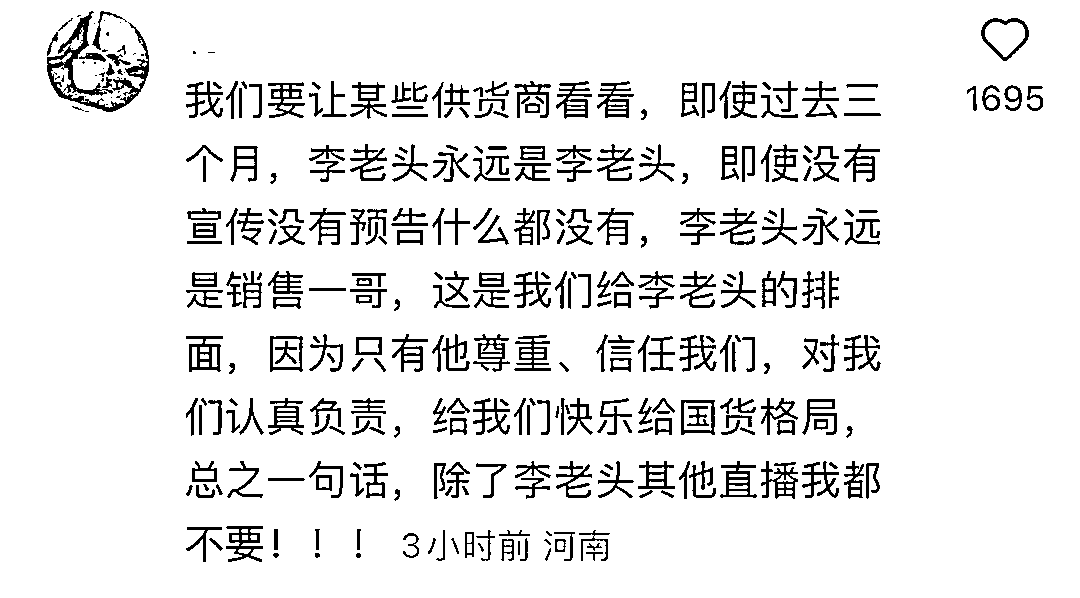 我们要让某些供货商看看，即使过去三
个月，李老头永远是李老头，即使没有
宣传没有预告什么都没有，李老头永远
是销售一哥，这是我们给李老头的排
面，因为只有他尊重、信任我们，对我
们认真负责，给我们快乐给国货格局，
总之一句话，除了李老头其他直播我都
不要！！！ 3小时前 河南
1695